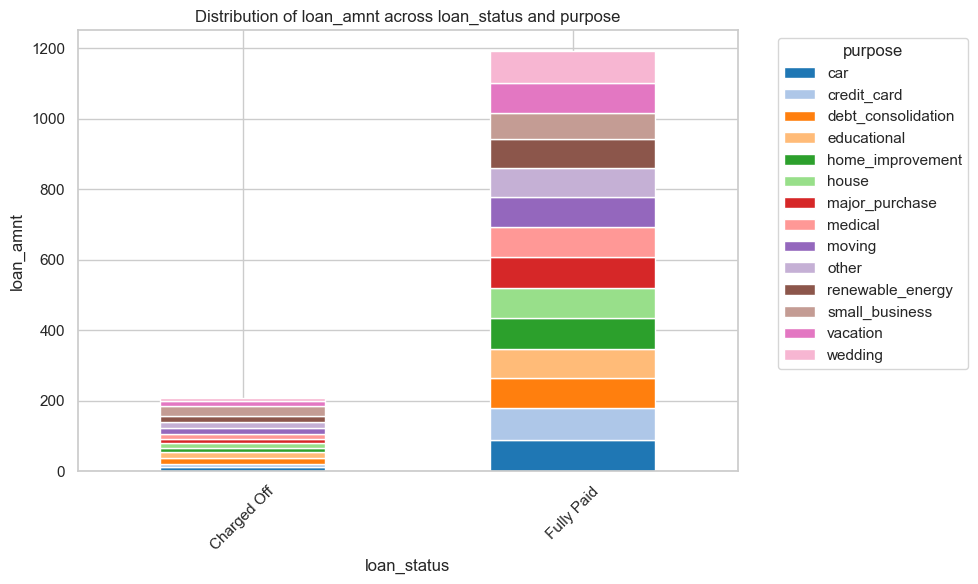 Distribution of loan_amnt across loan_status and purpose
loan_amnt
1200
1000
800
600
400
200
0
Charged Off
Fully Paid
loan_status
purpose
car
credit_card
debt_consolidation
educational
home_improvement
house
major_purchase
medical
moving
other
renewable_energy
small_business
vacation
wedding